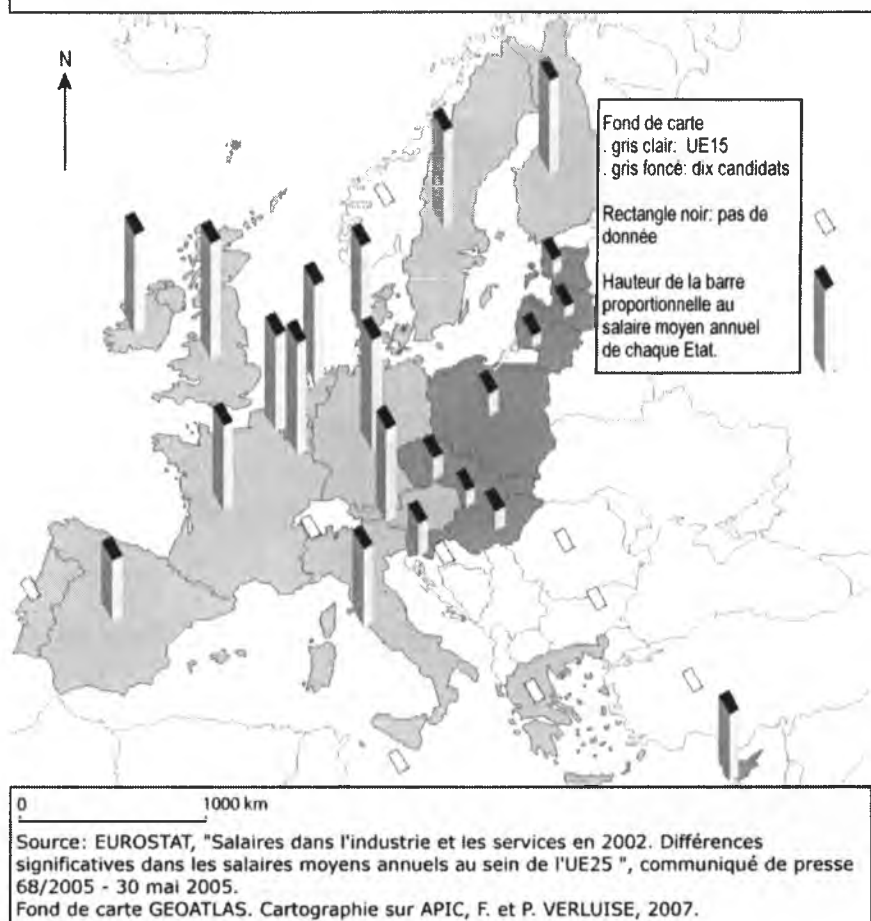 N
Fond de carte
. gris clair: UE15
. gris foncé: dix candidats
Rectangle noir: pas de
donnée
Hauteur de la barre
proportionnelle au
salaire moyen annuel
de chaque Etat.
0 1000 km
Source: EUROSTAT, "Salaires dans l'industrie et les services en 2002. Différences
significatives dans les salaires moyens annuels au sein de l'UE25 ", communiqué de presse
68/2005 - 30 mai 2005.
Fond de carte GEOATLAS. Cartographie sur APIC, F. et P. VERLUISE, 2007.